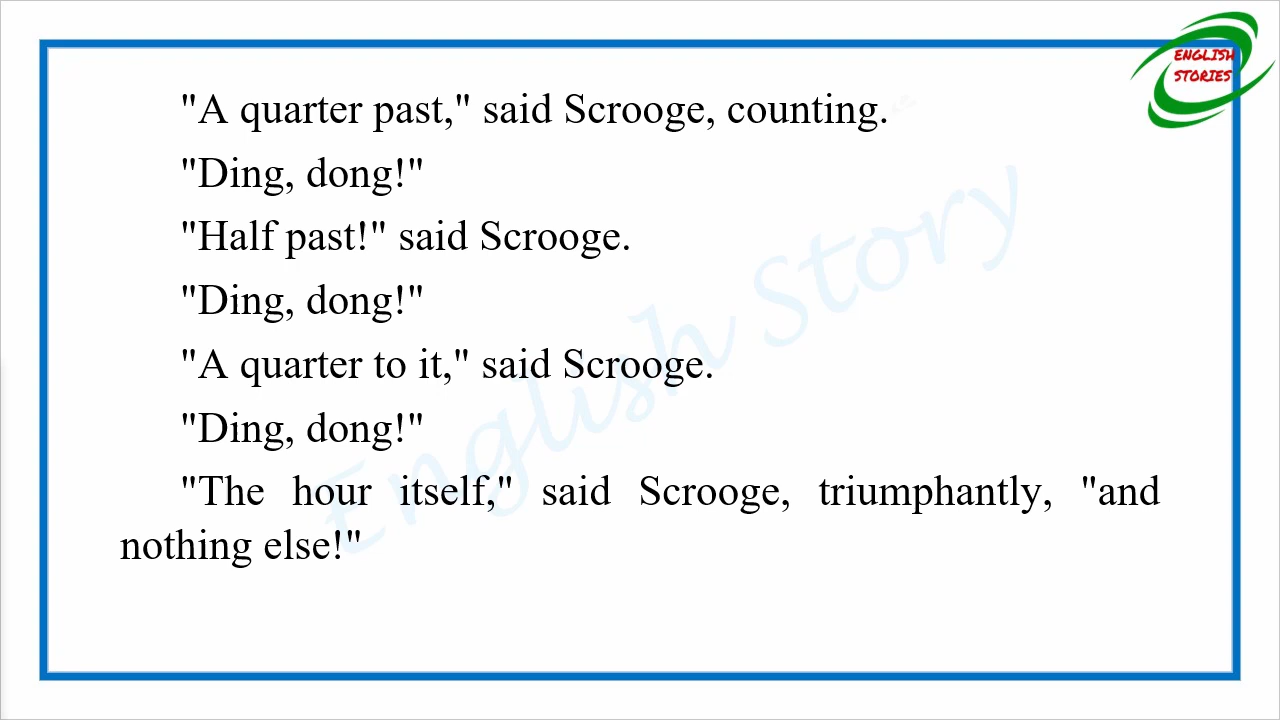 ENGLISH
STORIES
"A quarter past," said Scrooge, counting.
"Ding, dong!"
"Half past!" said Scrooge.
"Ding, dong!"
"A quarter to it," said Scrooge.
"Ding, dong!"
"The hour itself," said Scrooge, triumphantly, "and
nothing else!"
English Story